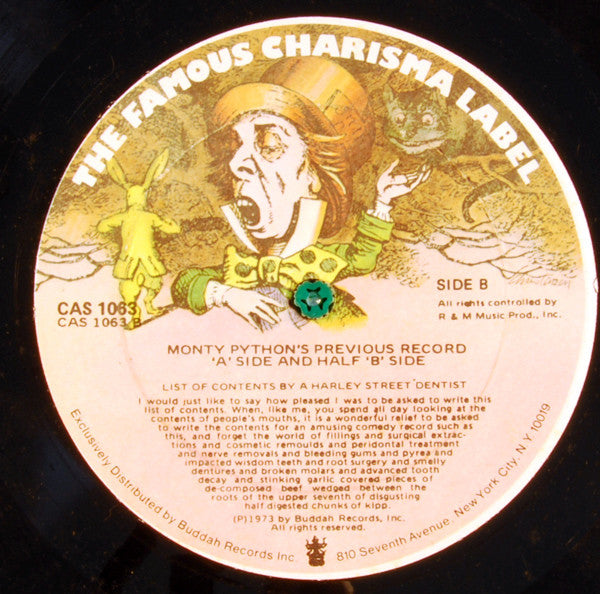 THE FAMOUS CHARISMA LABEL
CAS 1063
CAS 1063 B
SIDE B
All rights controlled by
R & M Music Prod., Inc.
MONTY PYTHON'S PREVIOUS RECORD
'A' SIDE AND HALF 'B' SIDE
LIST OF CONTENTS BY A HARLEY STREET DENTIST
I would just like to say how pleased I was to be asked to write this
list of contents. When, like me, you spend all day looking at the
contents of people's mouths, it is a wonderful relief to be asked
to write the contents for an amusing comedy record such as
this, and forget the world of fillings and surgical extrac-
tions and cosmetic remoulds and peridontal treatment
and nerve removals and bleeding gums and pyrea and
impacted wisdom teeth and root surgery and smelly
dentures and broken molars and advanced tooth
decay and stinking garlic covered pieces of
de-composed beef wedged between the
roots of the upper seventh of disgusting
half digested chunks of kipp.
(P) 1973 by Buddah Records, Inc.
All rights reserved.
Exclusively Distributed by Buddah Records Inc. 810 Seventh Avenue, New York City, N.Y. 10019